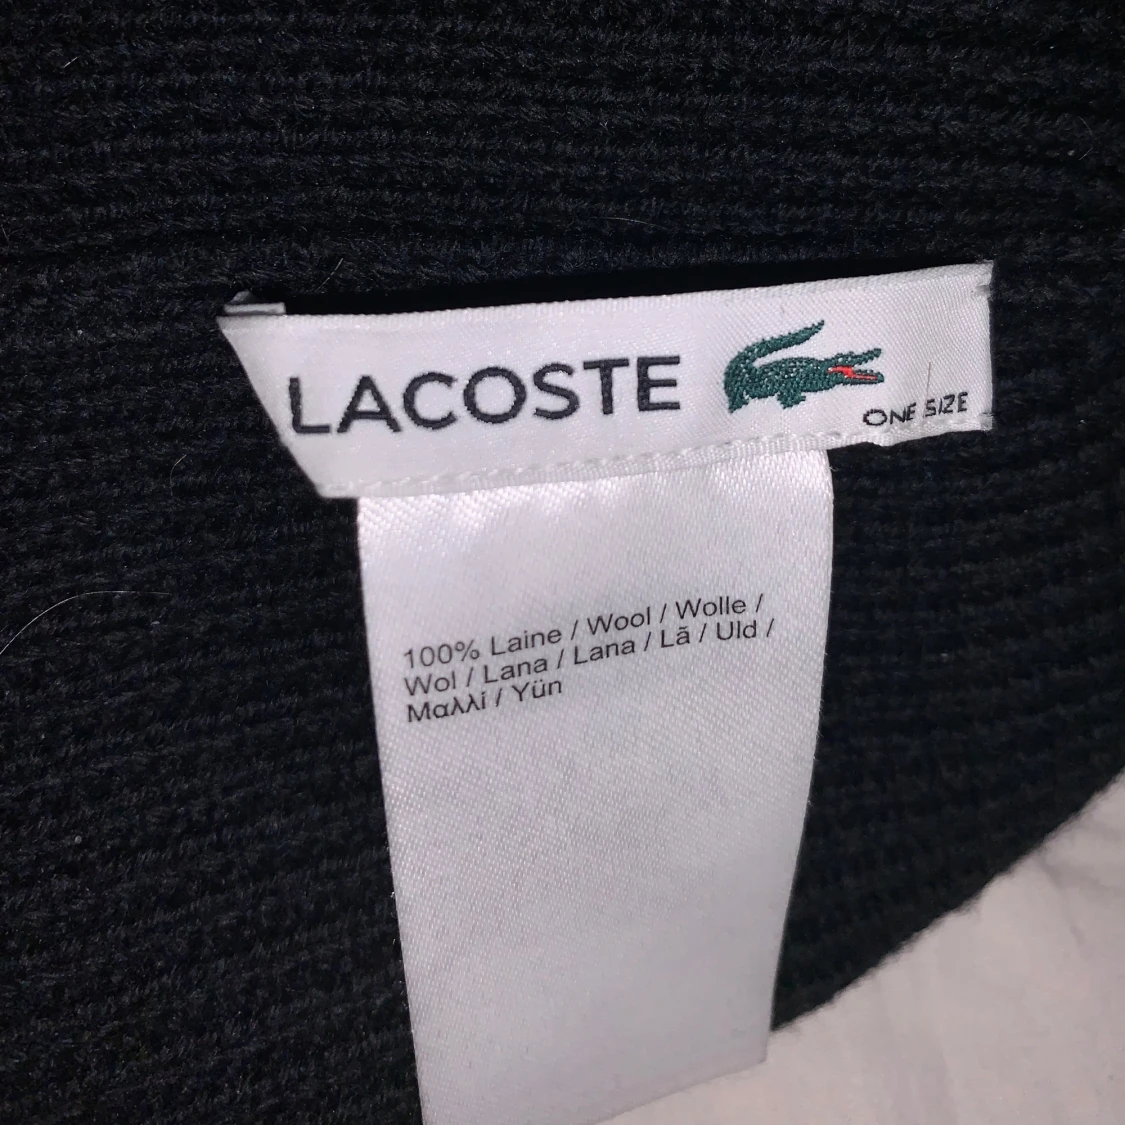 LACOSTE
ONE SIZE
100% Laine / Wool / Wolle /
Wol / Lana / Lana / Lã / Uld /
Μαλλί / Yün